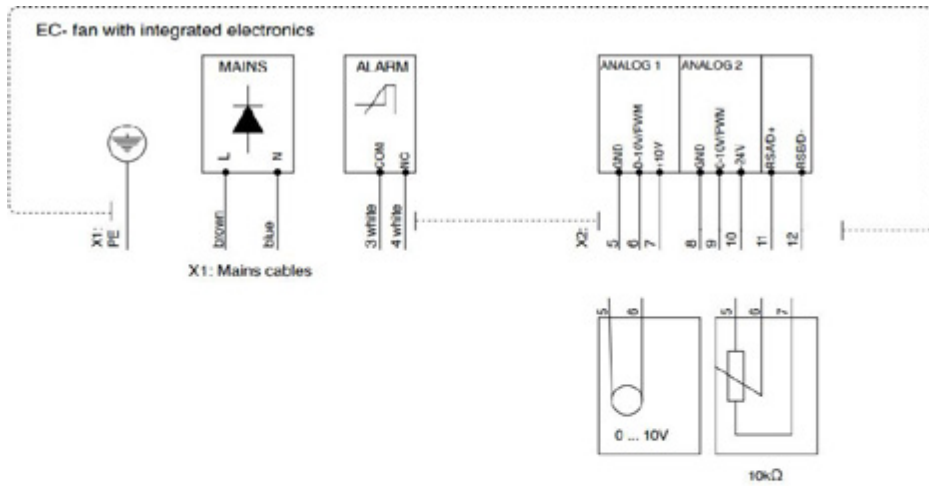 EC- fan with integrated electronics
MAINS
ALARM
ANALOG 1
ANALOG 2
L
N
COM
NC
GND
0-10V/PWM
+10V
GND
0-10V/PWM
24V
RSA/D+
RSB/D-
X1:
PE
brown
blue
3 white
4 white
X2:
5
6
7
8
9
10
11
12
X1: Mains cables
5
6
5
6
7
0 ... 10V
10kΩ